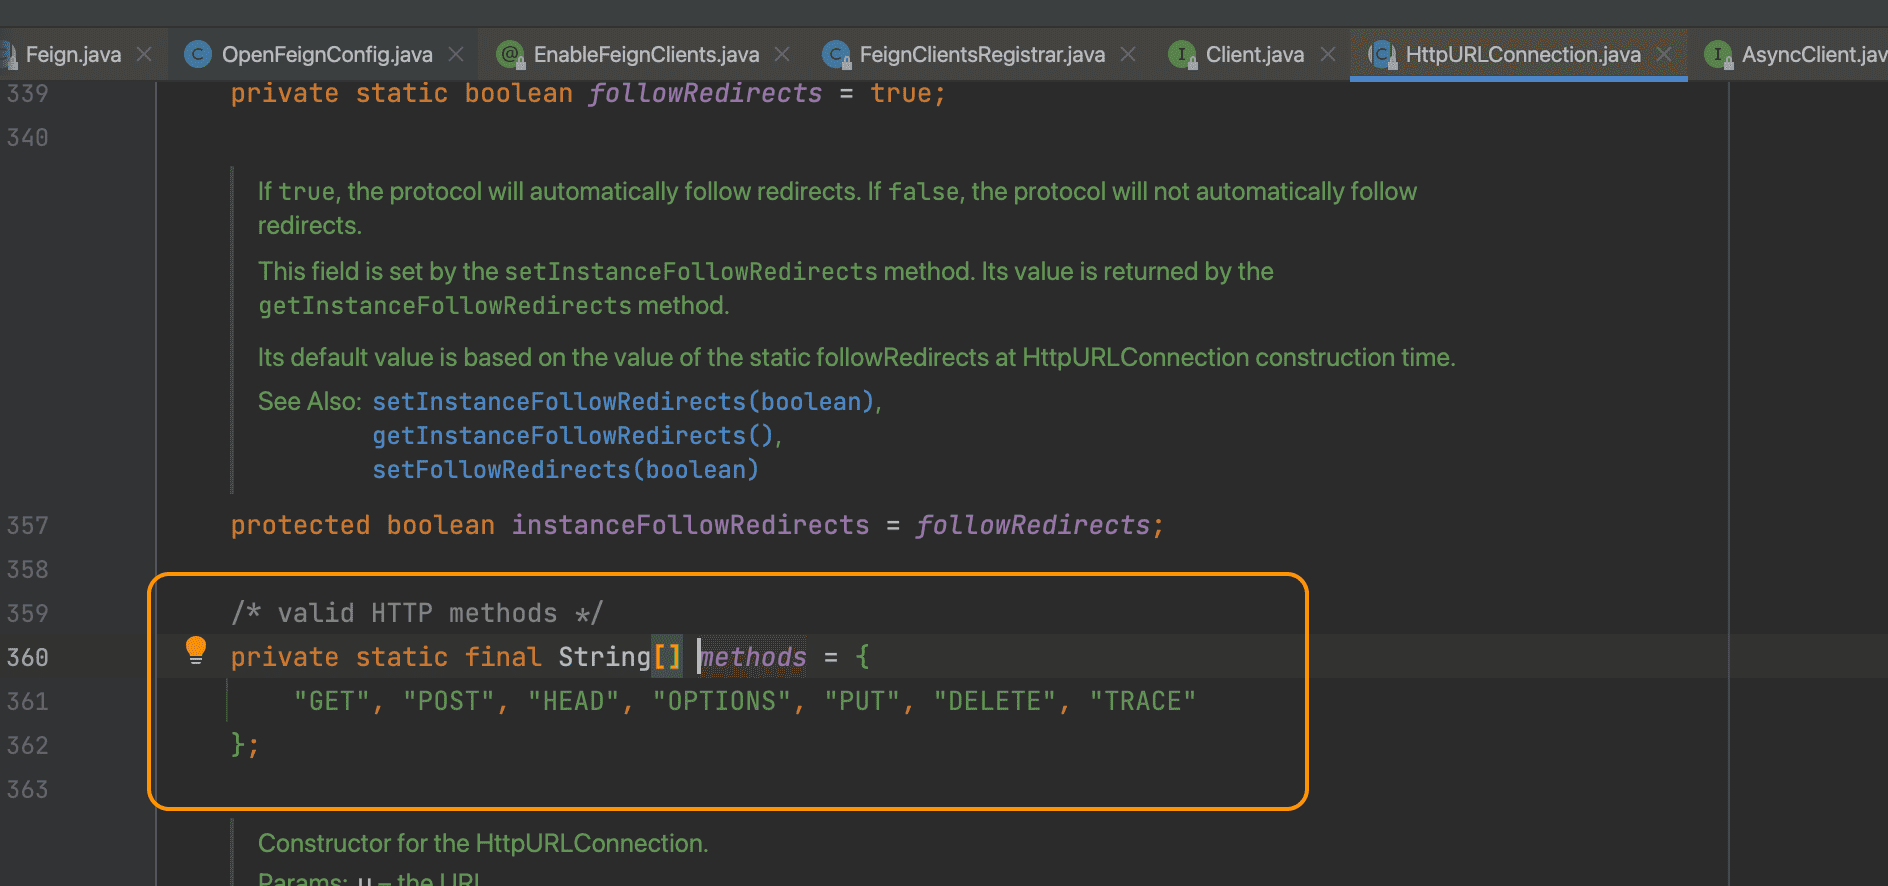 Feign.java OpenFeignConfig.java EnableFeignClients.java FeignClientsRegistrar.java Client.java HttpURLConnection.java AsyncClient.jav
339 private static boolean followRedirects = true;
340
If true, the protocol will automatically follow redirects. If false, the protocol will not automatically follow
redirects.
This field is set by the setInstanceFollowRedirects method. Its value is returned by the
getInstanceFollowRedirects method.
Its default value is based on the value of the static followRedirects at HttpURLConnection construction time.
See Also: setInstanceFollowRedirects(boolean),
getInstanceFollowRedirects(),
setFollowRedirects(boolean)
357 protected boolean instanceFollowRedirects = followRedirects;
358
359 /* valid HTTP methods */
360 private static final String[] methods = {
361 "GET", "POST", "HEAD", "OPTIONS", "PUT", "DELETE", "TRACE"
362 };
363
Constructor for the HttpURLConnection.
Params: u – the URL